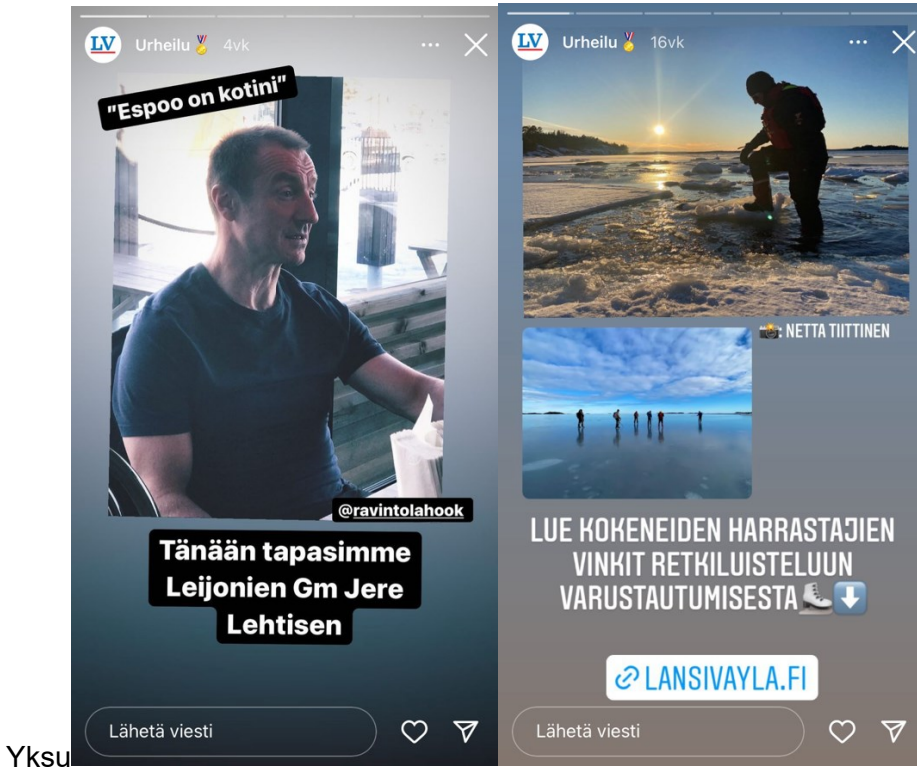 LV Urheilu🏅 4vk
"Espoo on kotini"
@ravintolahook
Tänään tapasimme
Leijonien Gm Jere
Lehtisen
Lähetä viesti
LV Urheilu🏅 16vk
📸: NETTA TIITTINEN
LUE KOKENEIDEN HARRASTAJIEN
VINKIT RETKILUISTELUUN
VARUSTAUTUMISESTA⛸️⬇️
LANSIVAYLA.FI
Lähetä viesti
Yksu